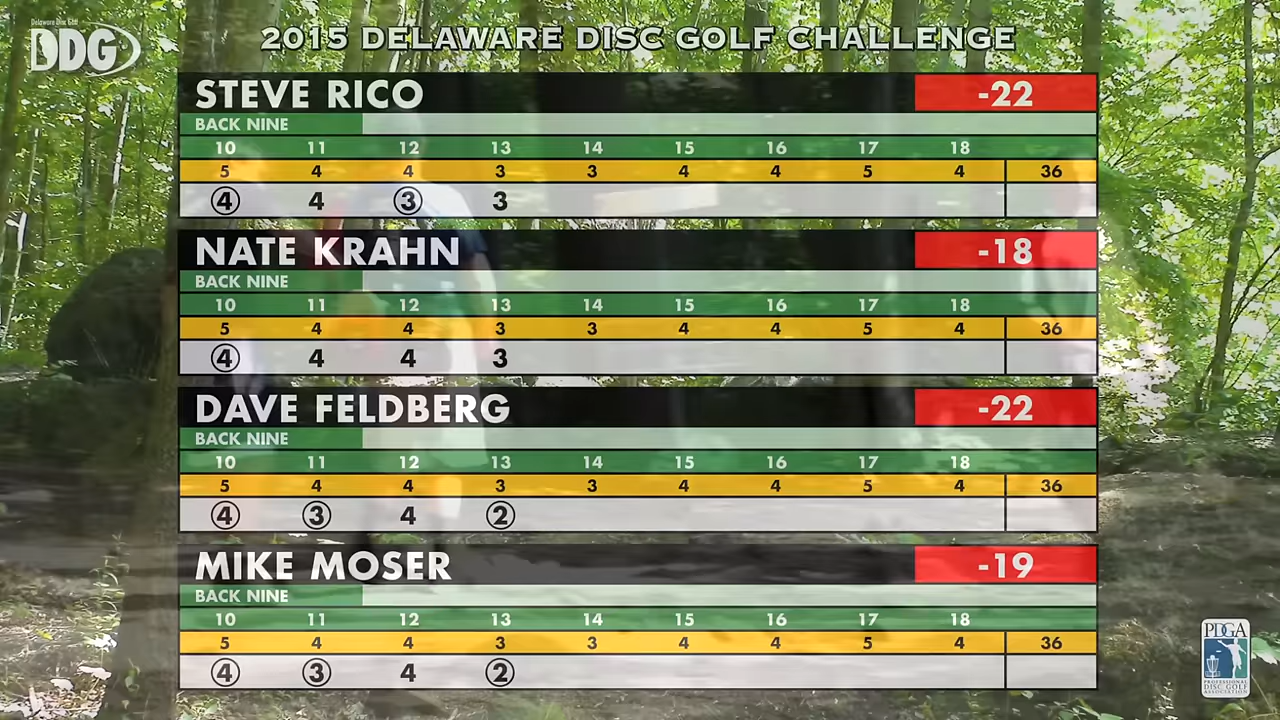 Delaware Disc Golf
DDG
2015 DELAWARE DISC GOLF CHALLENGE
STEVE RICO -22
BACK NINE
10 11 12 13 14 15 16 17 18
5 4 4 3 3 4 4 5 4 36
4 4 3 3
NATE KRAHN -18
BACK NINE
10 11 12 13 14 15 16 17 18
5 4 4 3 3 4 4 5 4 36
4 4 4 3
DAVE FELDBERG -22
BACK NINE
10 11 12 13 14 15 16 17 18
5 4 4 3 3 4 4 5 4 36
4 3 4 2
MIKE MOSER -19
BACK NINE
10 11 12 13 14 15 16 17 18
5 4 4 3 3 4 4 5 4 36
4 3 4 2
PDGA
PROFESSIONAL
DISC GOLF
ASSOCIATION